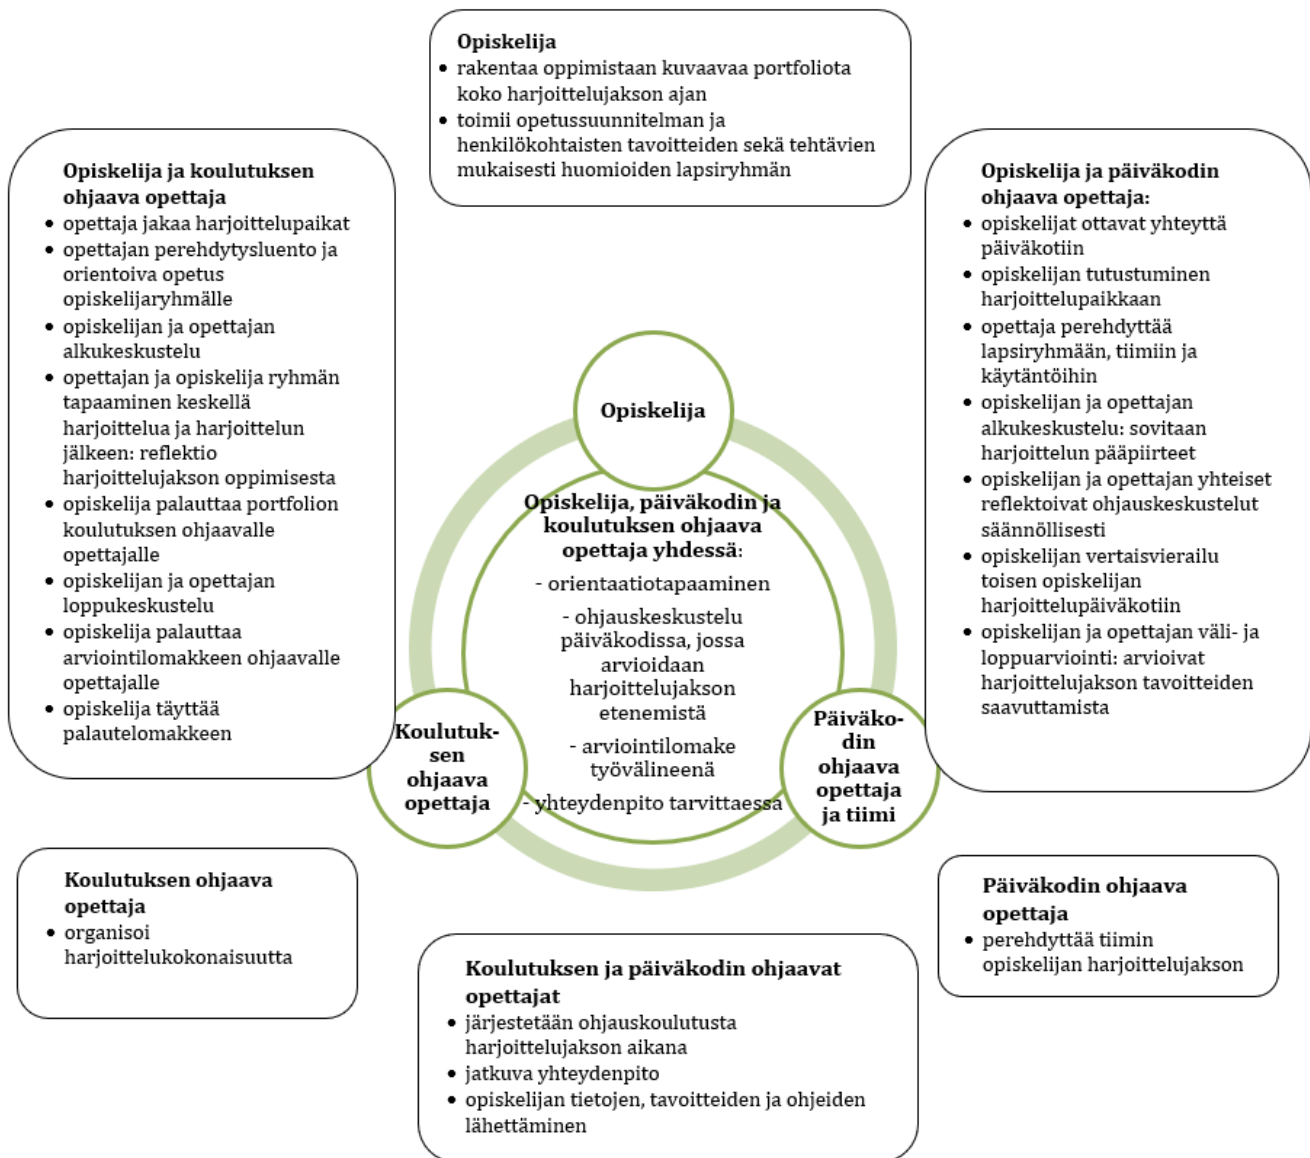 Opiskelija
• rakentaa oppimistaan kuvaavaa portfoliota
koko harjoittelujakson ajan
• toimii opetussuunnitelman ja
henkilökohtaisten tavoitteiden sekä tehtävien
mukaisesti huomioiden lapsiryhmän
Opiskelija ja koulutuksen
ohjaava opettaja
• opettaja jakaa harjoittelupaikat
• opettajan perehdytysluento ja
orientoiva opetus
opiskelijaryhmälle
• opiskelijan ja opettajan
alkukeskustelu
• opettajan ja opiskelija ryhmän
tapaaminen keskellä
harjoittelua ja harjoittelun
jälkeen: reflektio
harjoittelujakson oppimisesta
• opiskelija palauttaa portfolion
koulutuksen ohjaavalle
opettajalle
• opiskelijan ja opettajan
loppukeskustelu
• opiskelija palauttaa
arviointilomakkeen ohjaavalle
opettajalle
• opiskelija täyttää
palautelomakkeen
Opiskelija ja päiväkodin
ohjaava opettaja:
• opiskelijat ottavat yhteyttä
päiväkotiin
• opiskelijan tutustuminen
harjoittelupaikkaan
• opettaja perehdyttää
lapsiryhmään, tiimiin ja
käytäntöihin
• opiskelijan ja opettajan
alkukeskustelu: sovitaan
harjoittelun pääpiirteet
• opiskelijan ja opettajan yhteiset
reflektoivat ohjauskeskustelut
säännöllisesti
• opiskelijan vertaisvierailu
toisen opiskelijan
harjoittelupäiväkotiin
• opiskelijan ja opettajan väli- ja
loppuarviointi: arvioivat
harjoittelujakson tavoitteiden
saavuttamista
Opiskelija
Opiskelija, päiväkodin ja
koulutuksen ohjaava
opettaja yhdessä:
- orientaatiotapaaminen
- ohjauskeskustelu
päiväkodissa, jossa
arvioidaan
harjoittelujakson
etenemistä
- arviointilomake
työvälineenä
- yhteydenpito tarvittaessa
Koulutuk-
sen
ohjaava
opettaja
Päiväko-
din
ohjaava
opettaja
ja tiimi
Koulutuksen ohjaava
opettaja
• organisoi
harjoittelukokonaisuutta
Päiväkodin ohjaava
opettaja
• perehdyttää tiimin
opiskelijan harjoittelujakson
Koulutuksen ja päiväkodin ohjaavat
opettajat
• järjestetään ohjauskoulutusta
harjoittelujakson aikana
• jatkuva yhteydenpito
• opiskelijan tietojen, tavoitteiden ja ohjeiden
lähettäminen